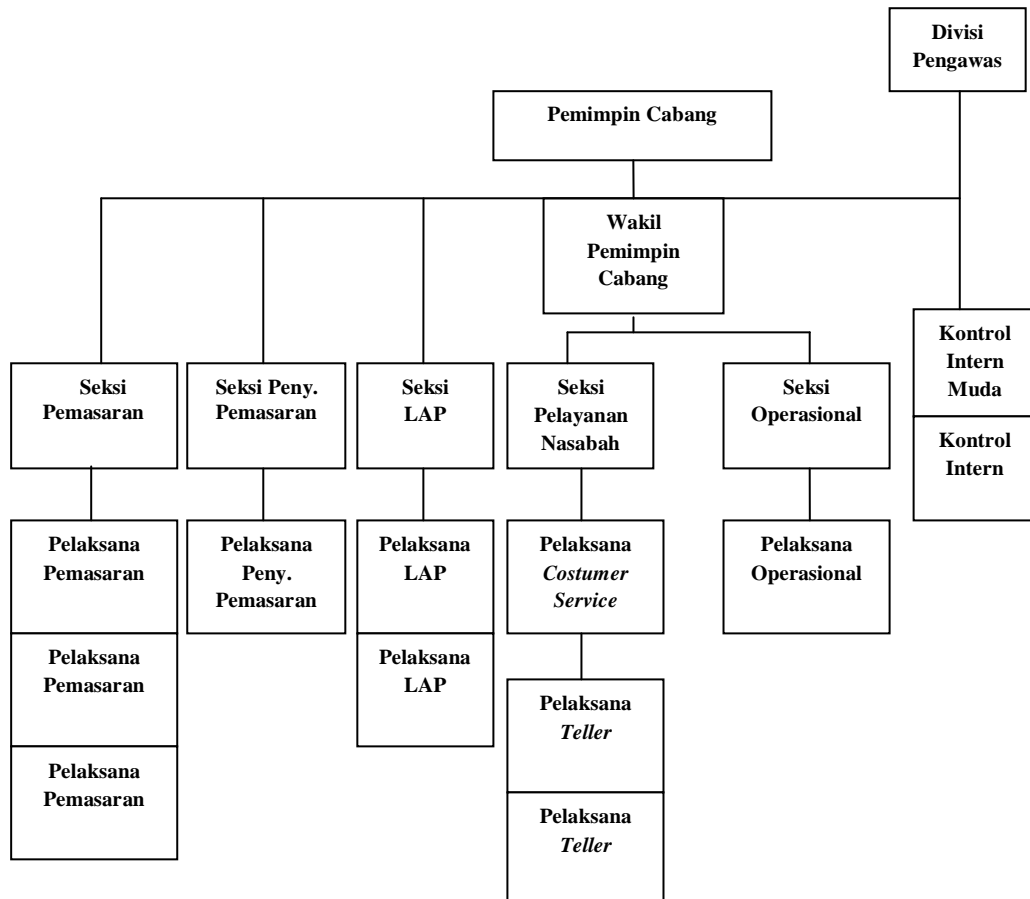 Divisi
Pengawas
Pemimpin Cabang
Wakil
Pemimpin
Cabang
Kontrol
Intern
Muda
Kontrol
Intern
Seksi
Pemasaran
Seksi Peny.
Pemasaran
Seksi
LAP
Seksi
Pelayanan
Nasabah
Seksi
Operasional
Pelaksana
Pemasaran
Pelaksana
Peny.
Pemasaran
Pelaksana
LAP
Pelaksana
Costumer
Service
Pelaksana
Operasional
Pelaksana
Pemasaran
Pelaksana
LAP
Pelaksana
Teller
Pelaksana
Pemasaran
Pelaksana
Teller